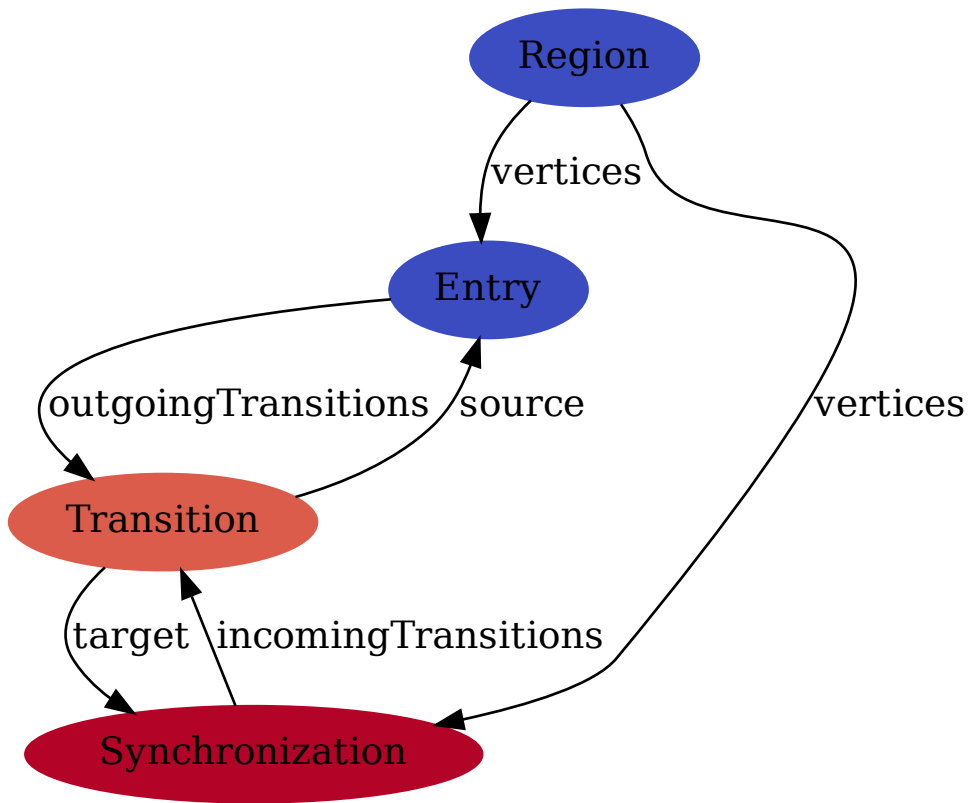 Region
vertices
Entry
outgoingTransitions
source
vertices
Transition
target
incomingTransitions
Synchronization